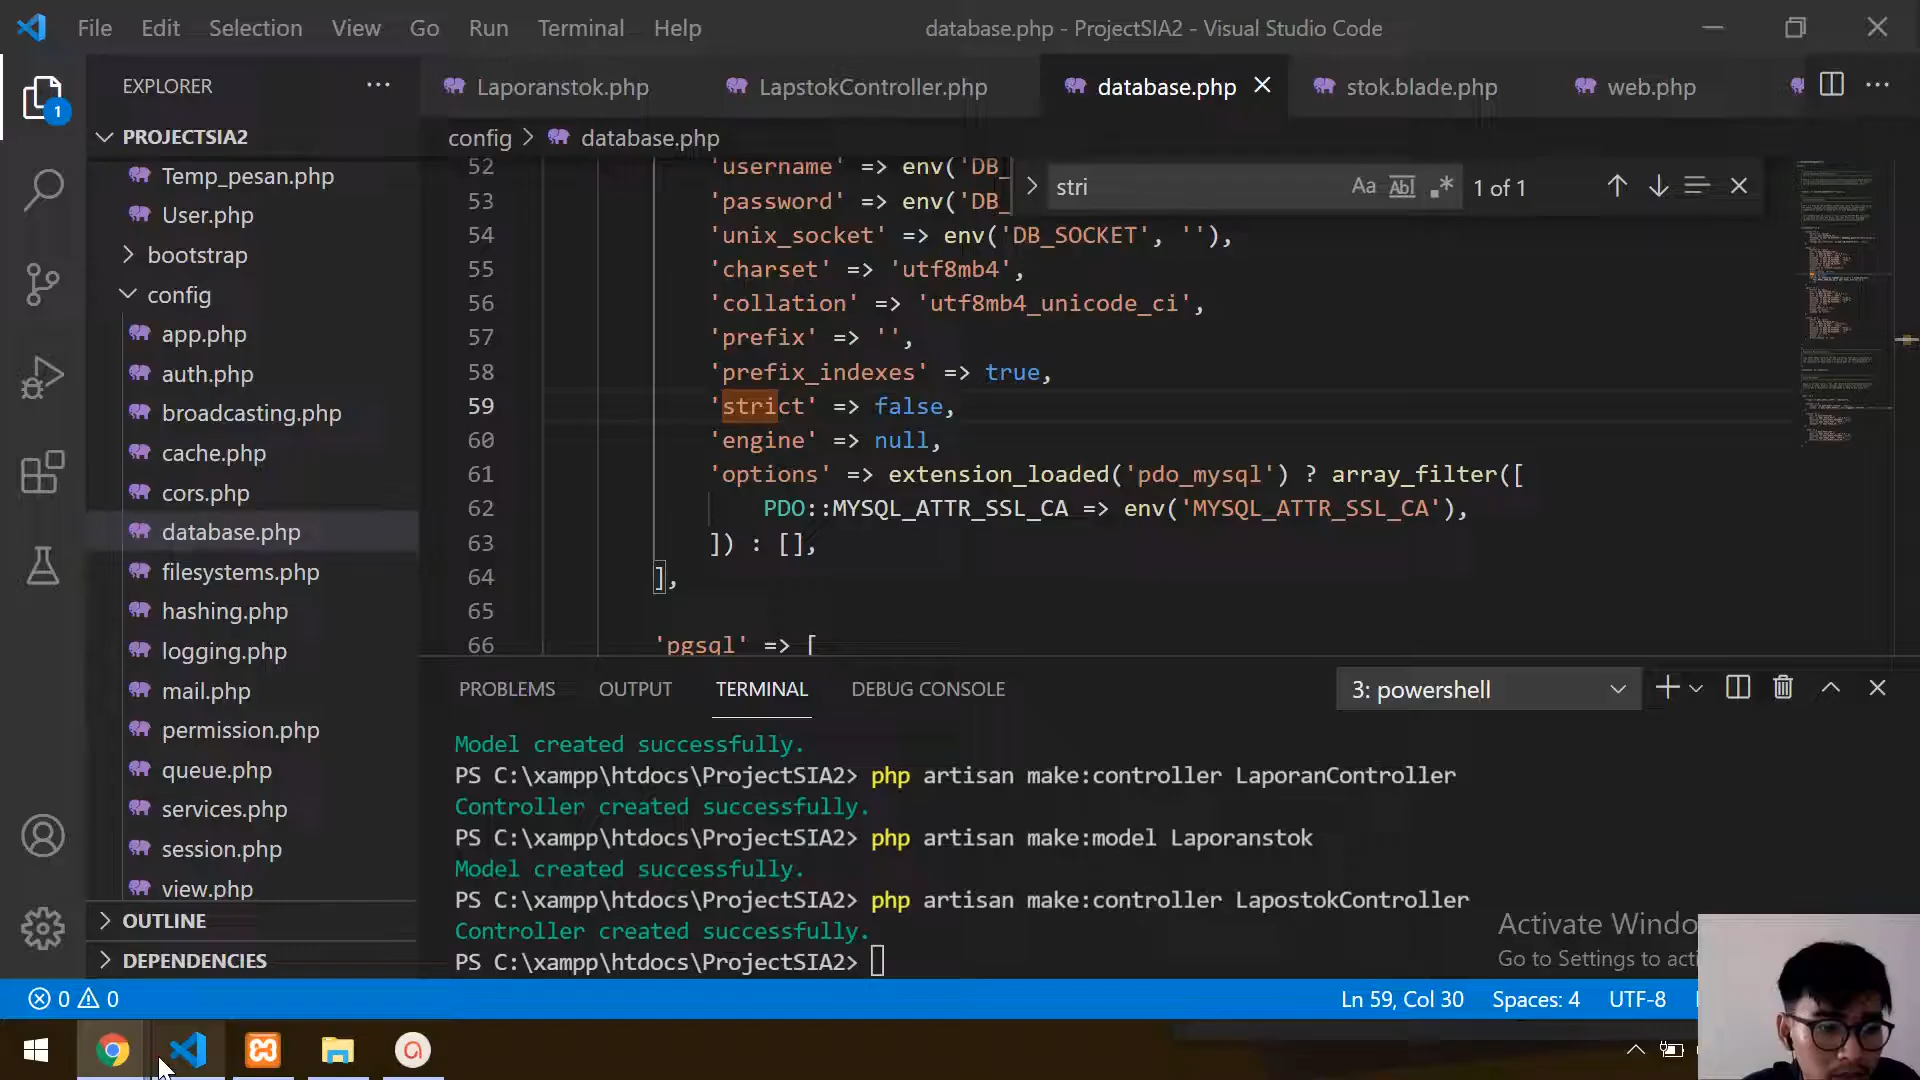 File Edit Selection View Go Run Terminal Help
database.php - ProjectSIA2 - Visual Studio Code
EXPLORER
1
PROJECTSIA2
Temp_pesan.php
User.php
bootstrap
config
app.php
auth.php
broadcasting.php
cache.php
cors.php
database.php
filesystems.php
hashing.php
logging.php
mail.php
permission.php
queue.php
services.php
session.php
view.php
OUTLINE
DEPENDENCIES
Laporanstok.php LapstokController.php database.php stok.blade.php web.php
config > database.php
stri Aa Abl .* 1 of 1
52 'username' => env('DB_
53 'password' => env('DB_
54 'unix_socket' => env('DB_SOCKET', ''),
55 'charset' => 'utf8mb4',
56 'collation' => 'utf8mb4_unicode_ci',
57 'prefix' => '',
58 'prefix_indexes' => true,
59 'strict' => false,
60 'engine' => null,
61 'options' => extension_loaded('pdo_mysql') ? array_filter([
62 PDO::MYSQL_ATTR_SSL_CA => env('MYSQL_ATTR_SSL_CA'),
63 ]) : [],
64 ],
65
66 'pgsql' => [
PROBLEMS OUTPUT TERMINAL DEBUG CONSOLE
3: powershell
Model created successfully.
PS C:\xampp\htdocs\ProjectSIA2> php artisan make:controller LaporanController
Controller created successfully.
PS C:\xampp\htdocs\ProjectSIA2> php artisan make:model Laporanstok
Model created successfully.
PS C:\xampp\htdocs\ProjectSIA2> php artisan make:controller LapostokController
Controller created successfully.
PS C:\xampp\htdocs\ProjectSIA2>
Activate Windo
Go to Settings to acti
0 0
Ln 59, Col 30 Spaces: 4 UTF-8